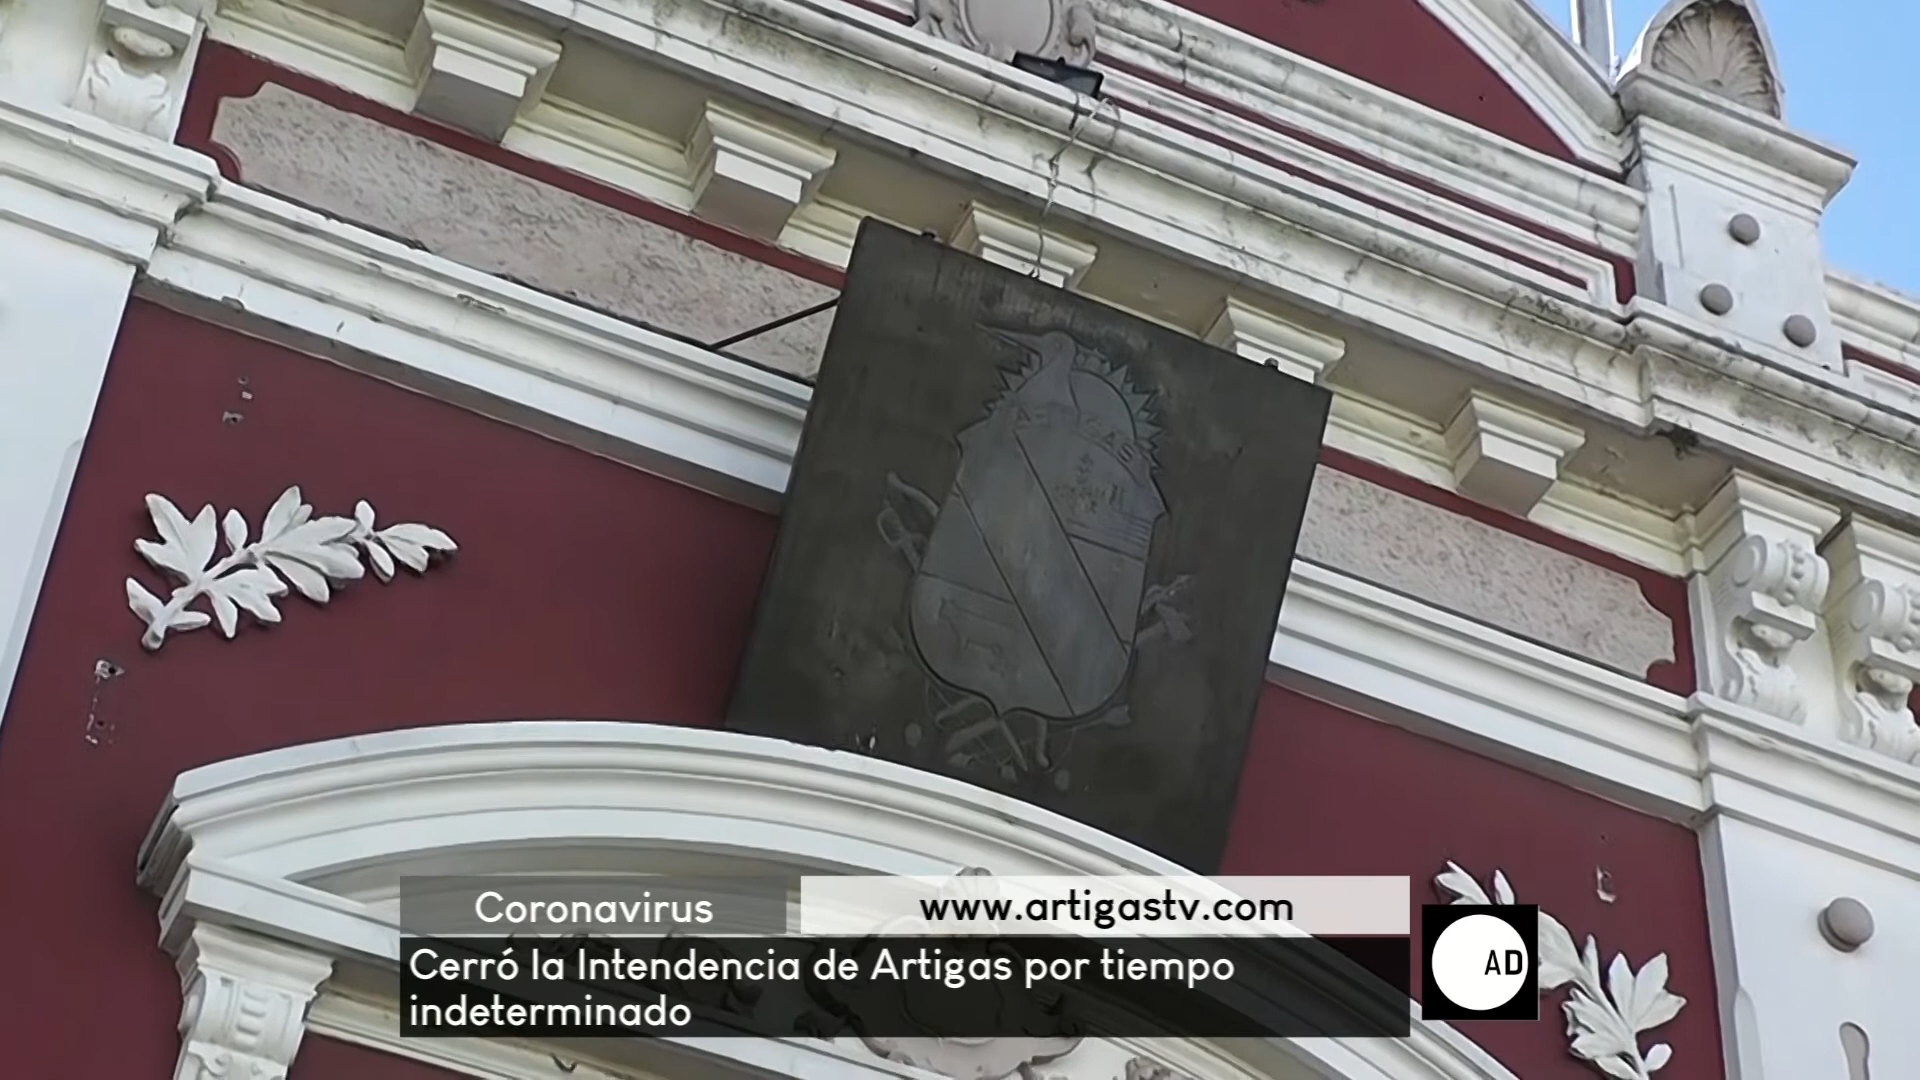 ARTIGAS
Coronavirus
www.artigastv.com
Cerró la Intendencia de Artigas por tiempo
indeterminado
AD